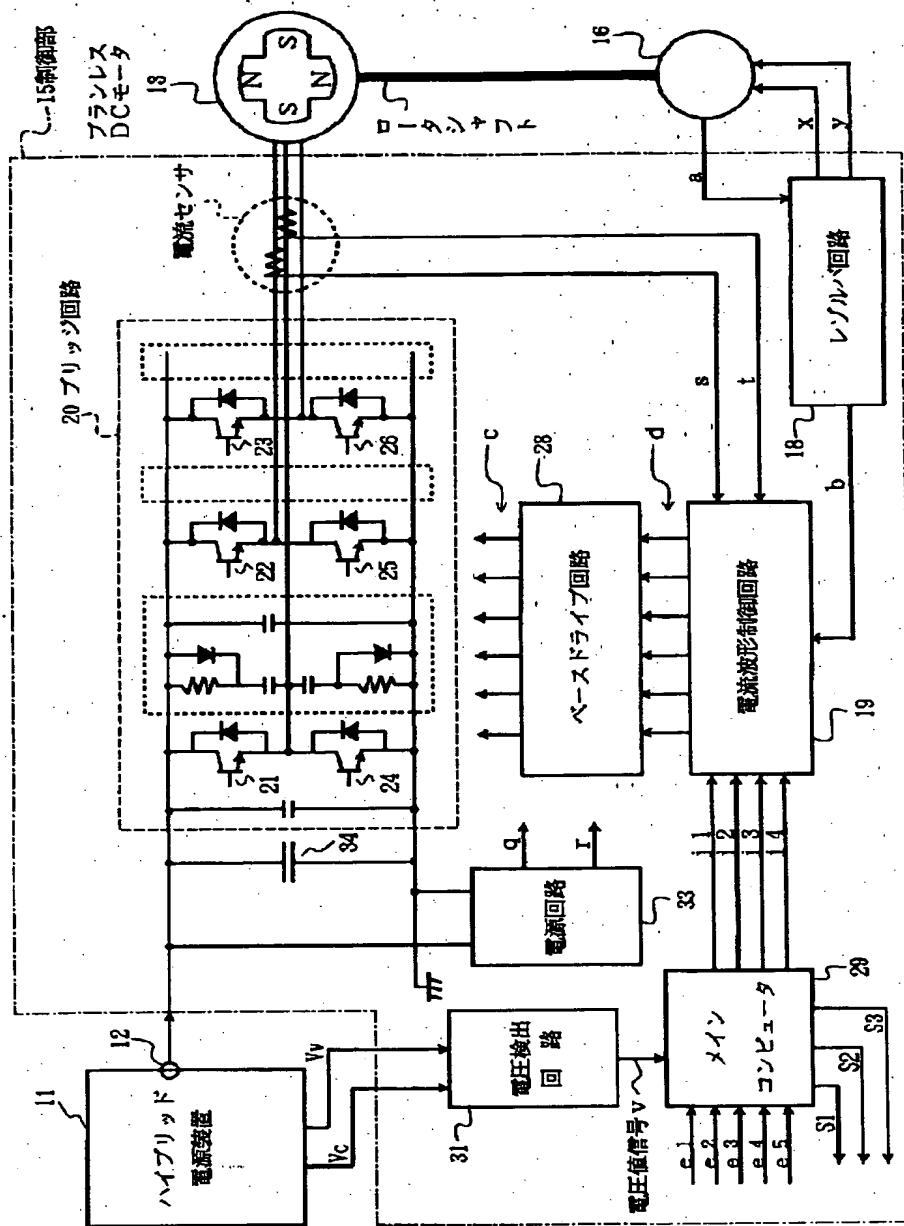 15制御部
ブランレス
DCモータ
13
N
S
N
S
ロータシャフト
16
a
x
y
電流センサ
20 ブリッジ回路
23
26
22
25
21
24
34
s
t
レゾルバ回路
18
b
c
28
ベースドライブ回路
d
電流波形制御回路
19
q
r
電源回路
33
i1
i2
i3
i4
メイン
コンピュータ
29
11
ハイブリッド
電源装置
12
Vv
Vc
電圧検出
回 路
31
電圧値信号v
e1
e2
e3
e4
e5
S1
S2
S3